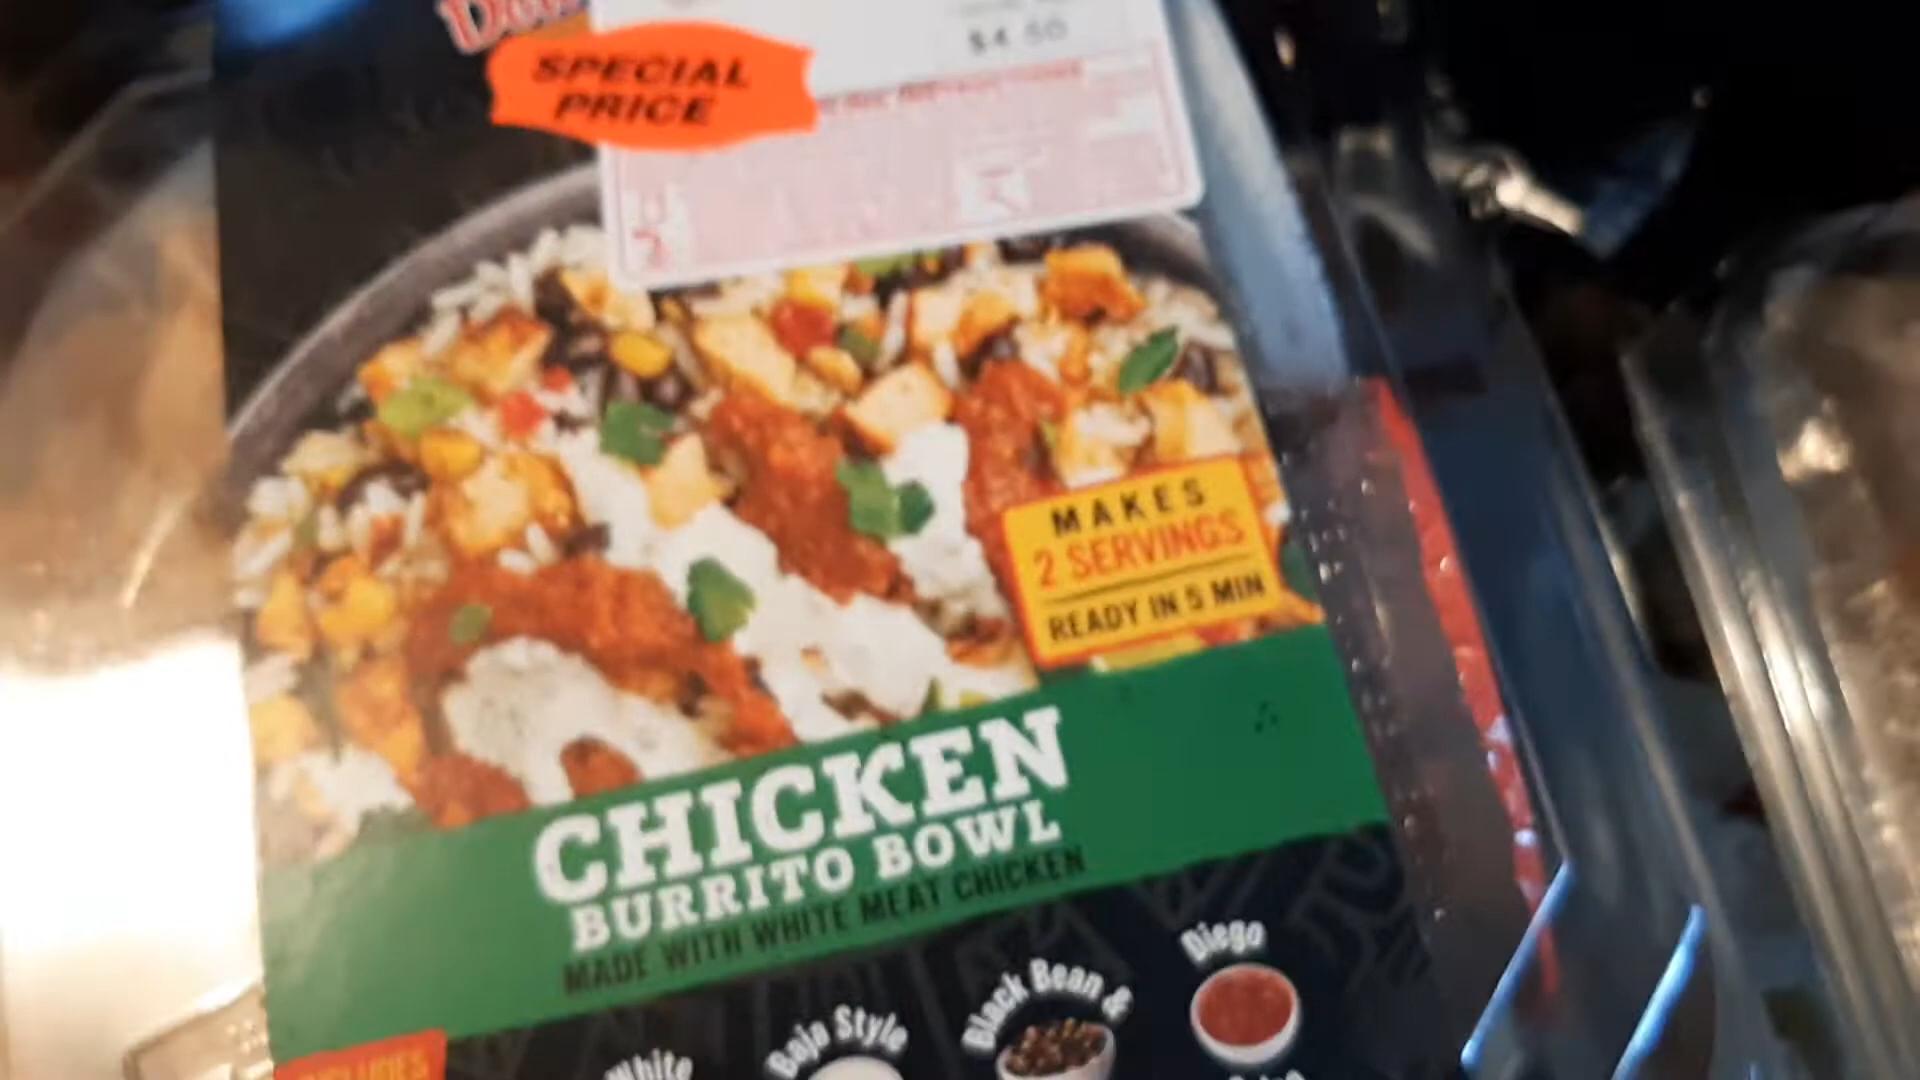 SPECIAL
PRICE
$4.50
MAKES
2 SERVINGS
READY IN 5 MIN
CHICKEN
BURRITO BOWL
MADE WITH WHITE MEAT CHICKEN
White
Baja Style
Black Bean &
Diego
INCLUDES